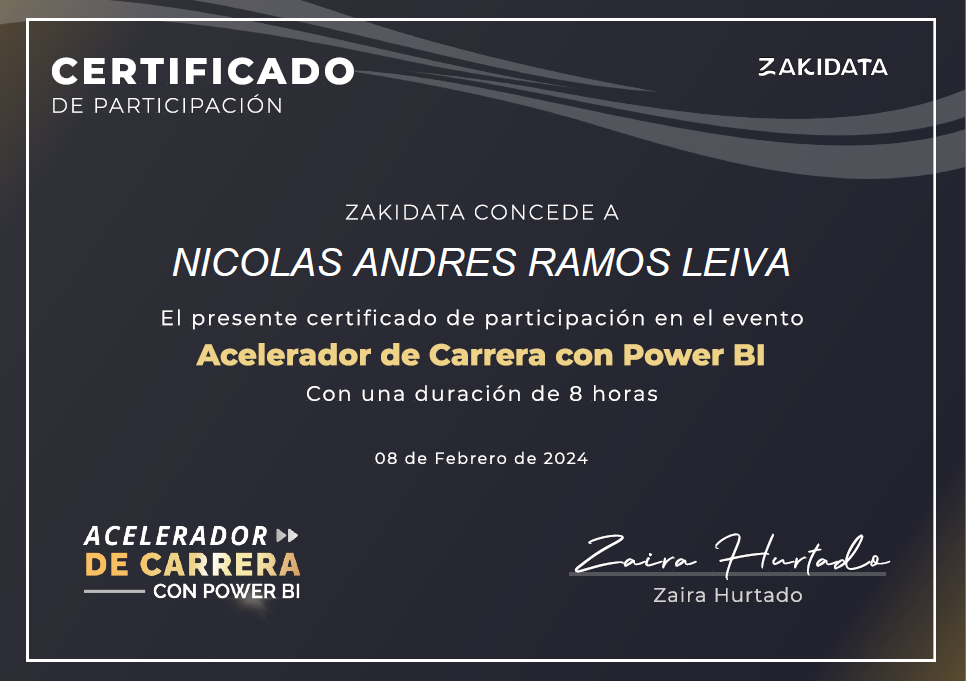 CERTIFICADO
DE PARTICIPACIÓN
ZAKIDATA
ZAKIDATA CONCEDE A
NICOLAS ANDRES RAMOS LEIVA
El presente certificado de participación en el evento
Acelerador de Carrera con Power BI
Con una duración de 8 horas
08 de Febrero de 2024
ACELERADOR
DE CARRERA
CON POWER BI
Zaira Hurtado
Zaira Hurtado